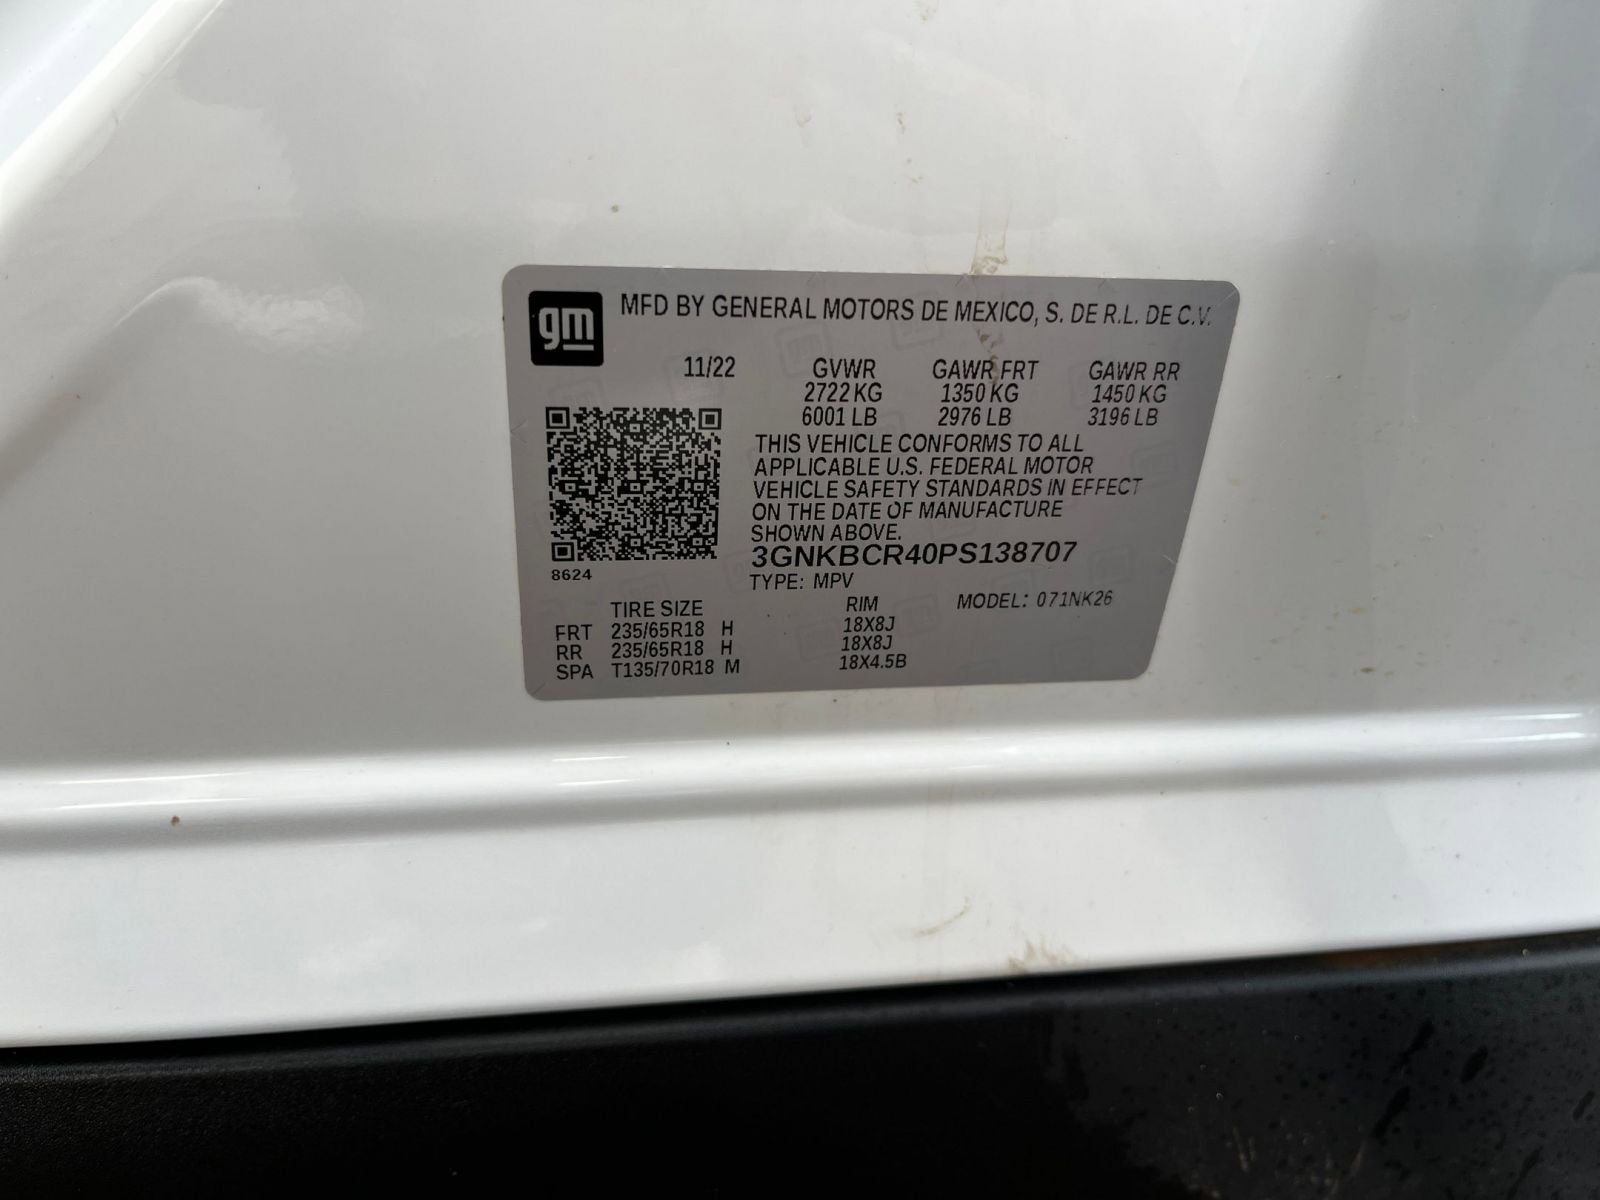 gm MFD BY GENERAL MOTORS DE MEXICO, S. DE R.L. DE C.V.
11/22 GVWR GAWR FRT GAWR RR
2722 KG 1350 KG 1450 KG
6001 LB 2976 LB 3196 LB
THIS VEHICLE CONFORMS TO ALL
APPLICABLE U.S. FEDERAL MOTOR
VEHICLE SAFETY STANDARDS IN EFFECT
ON THE DATE OF MANUFACTURE
SHOWN ABOVE.
3GNKBCR40PS138707
8624 TYPE: MPV
TIRE SIZE RIM MODEL: 071NK26
FRT 235/65R18 H 18X8J
RR 235/65R18 H 18X8J
SPA T135/70R18 M 18X4.5B